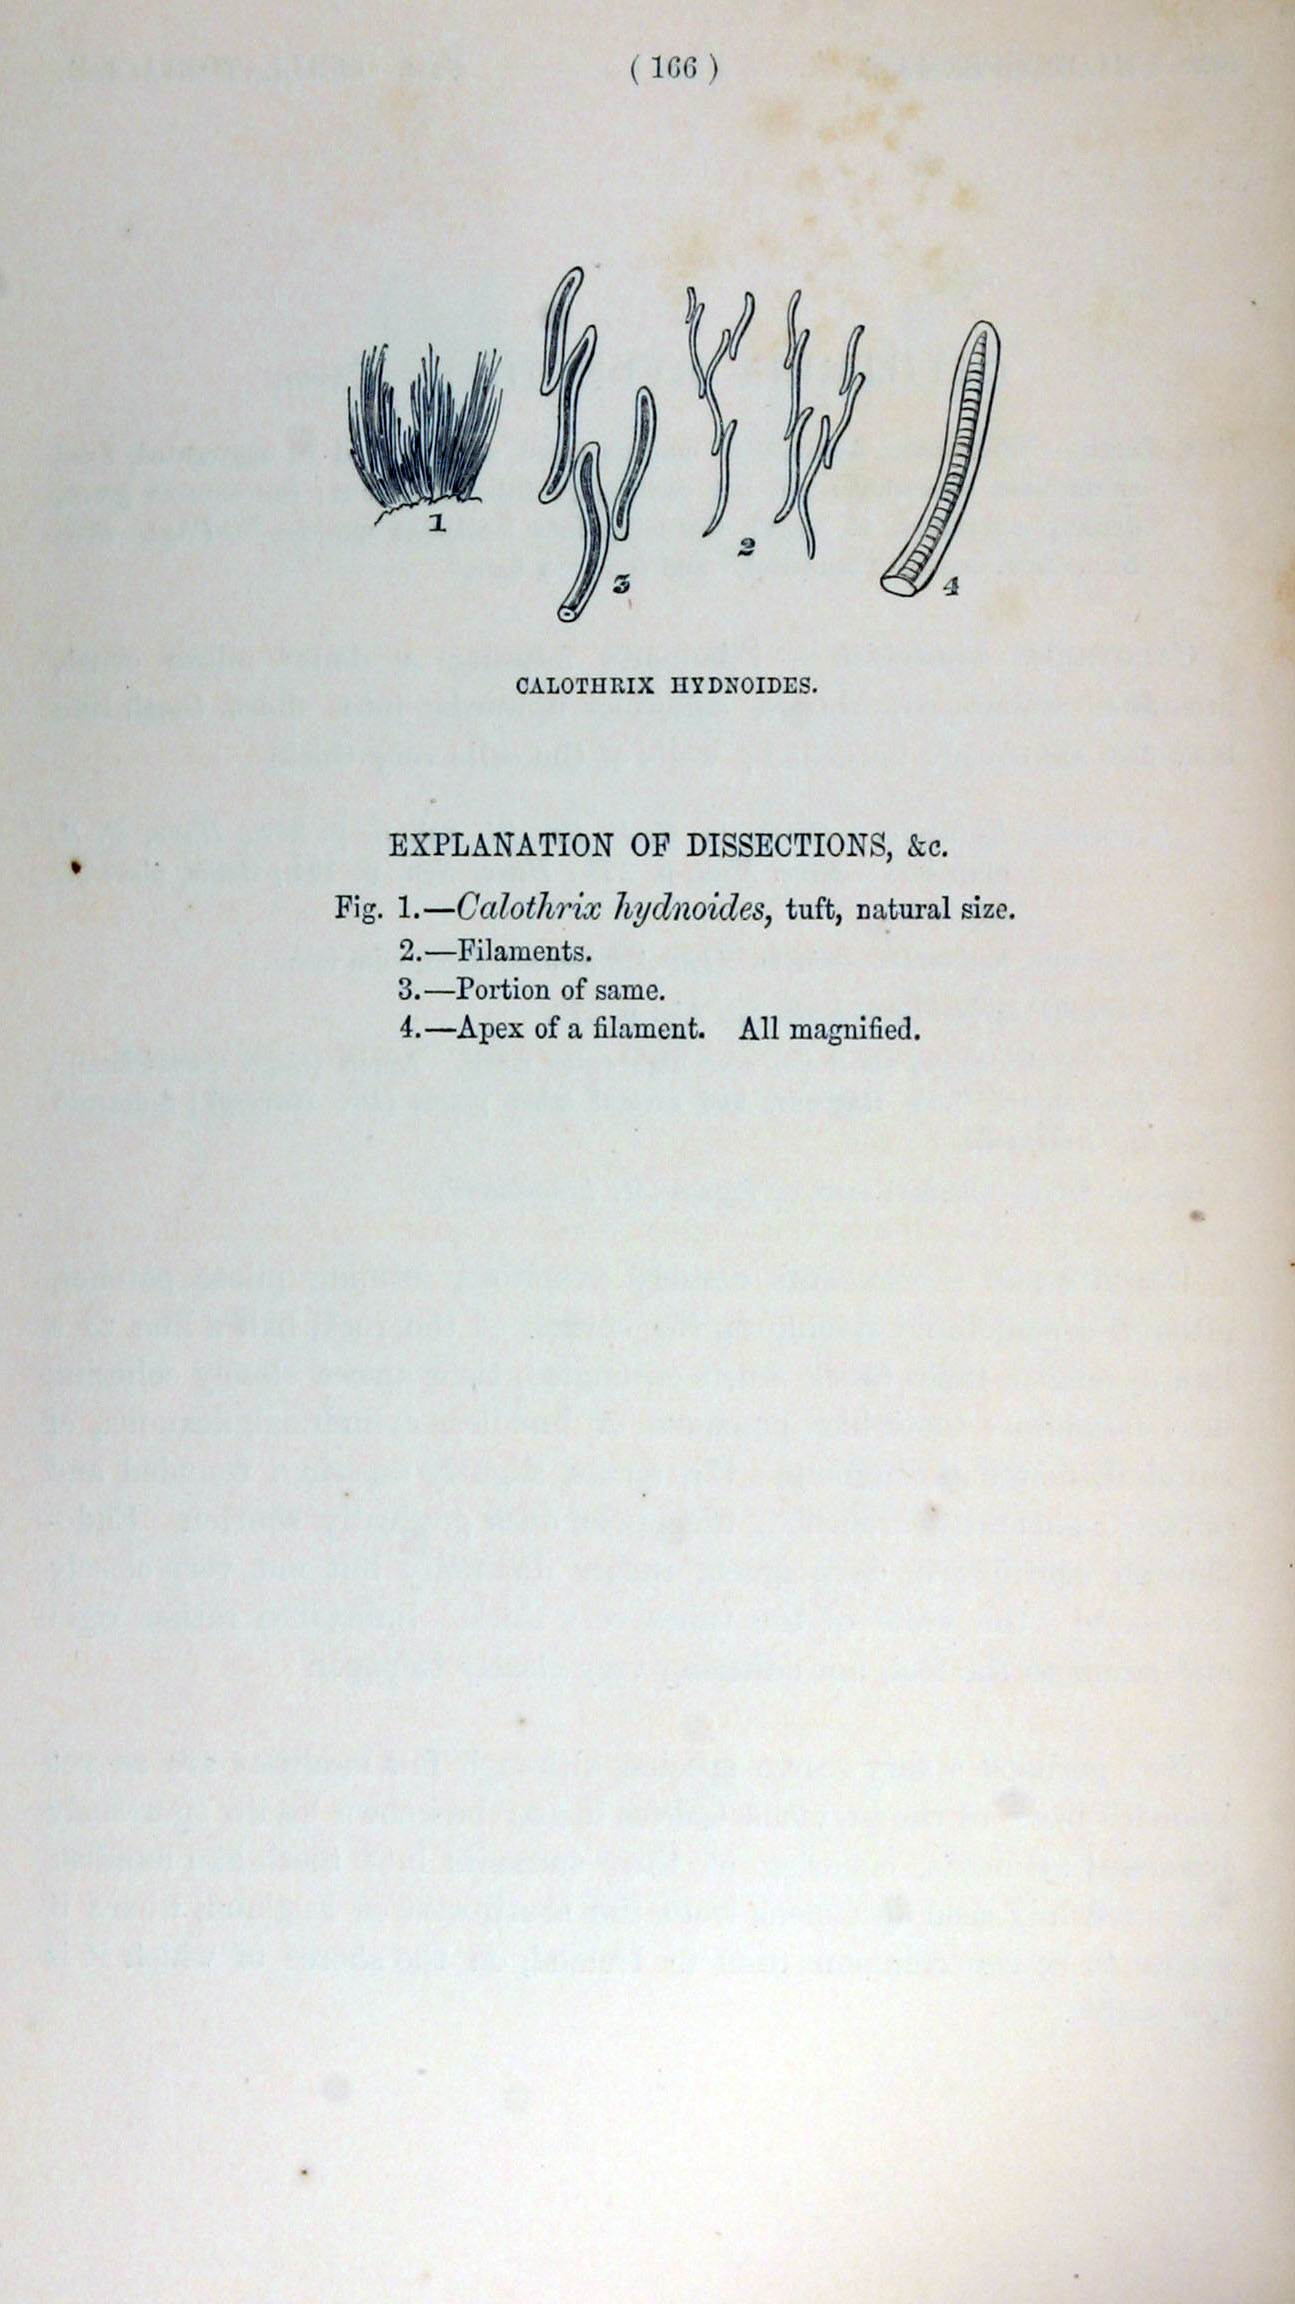 ( 166 )
1 2 3 4
CALOTHRIX HYDNOIDES.
EXPLANATION OF DISSECTIONS, &c.
Fig. 1.—Calothrix hydnoides, tuft, natural size.
2.—Filaments.
3.—Portion of same.
4.—Apex of a filament. All magnified.